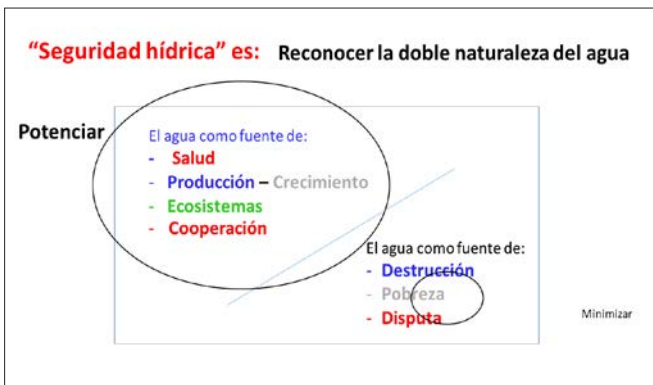 “Seguridad hídrica” es: Reconocer la doble naturaleza del agua
Potenciar
El agua como fuente de:
- Salud
- Producción – Crecimiento
- Ecosistemas
- Cooperación
El agua como fuente de:
- Destrucción
- Pobreza
- Disputa
Minimizar